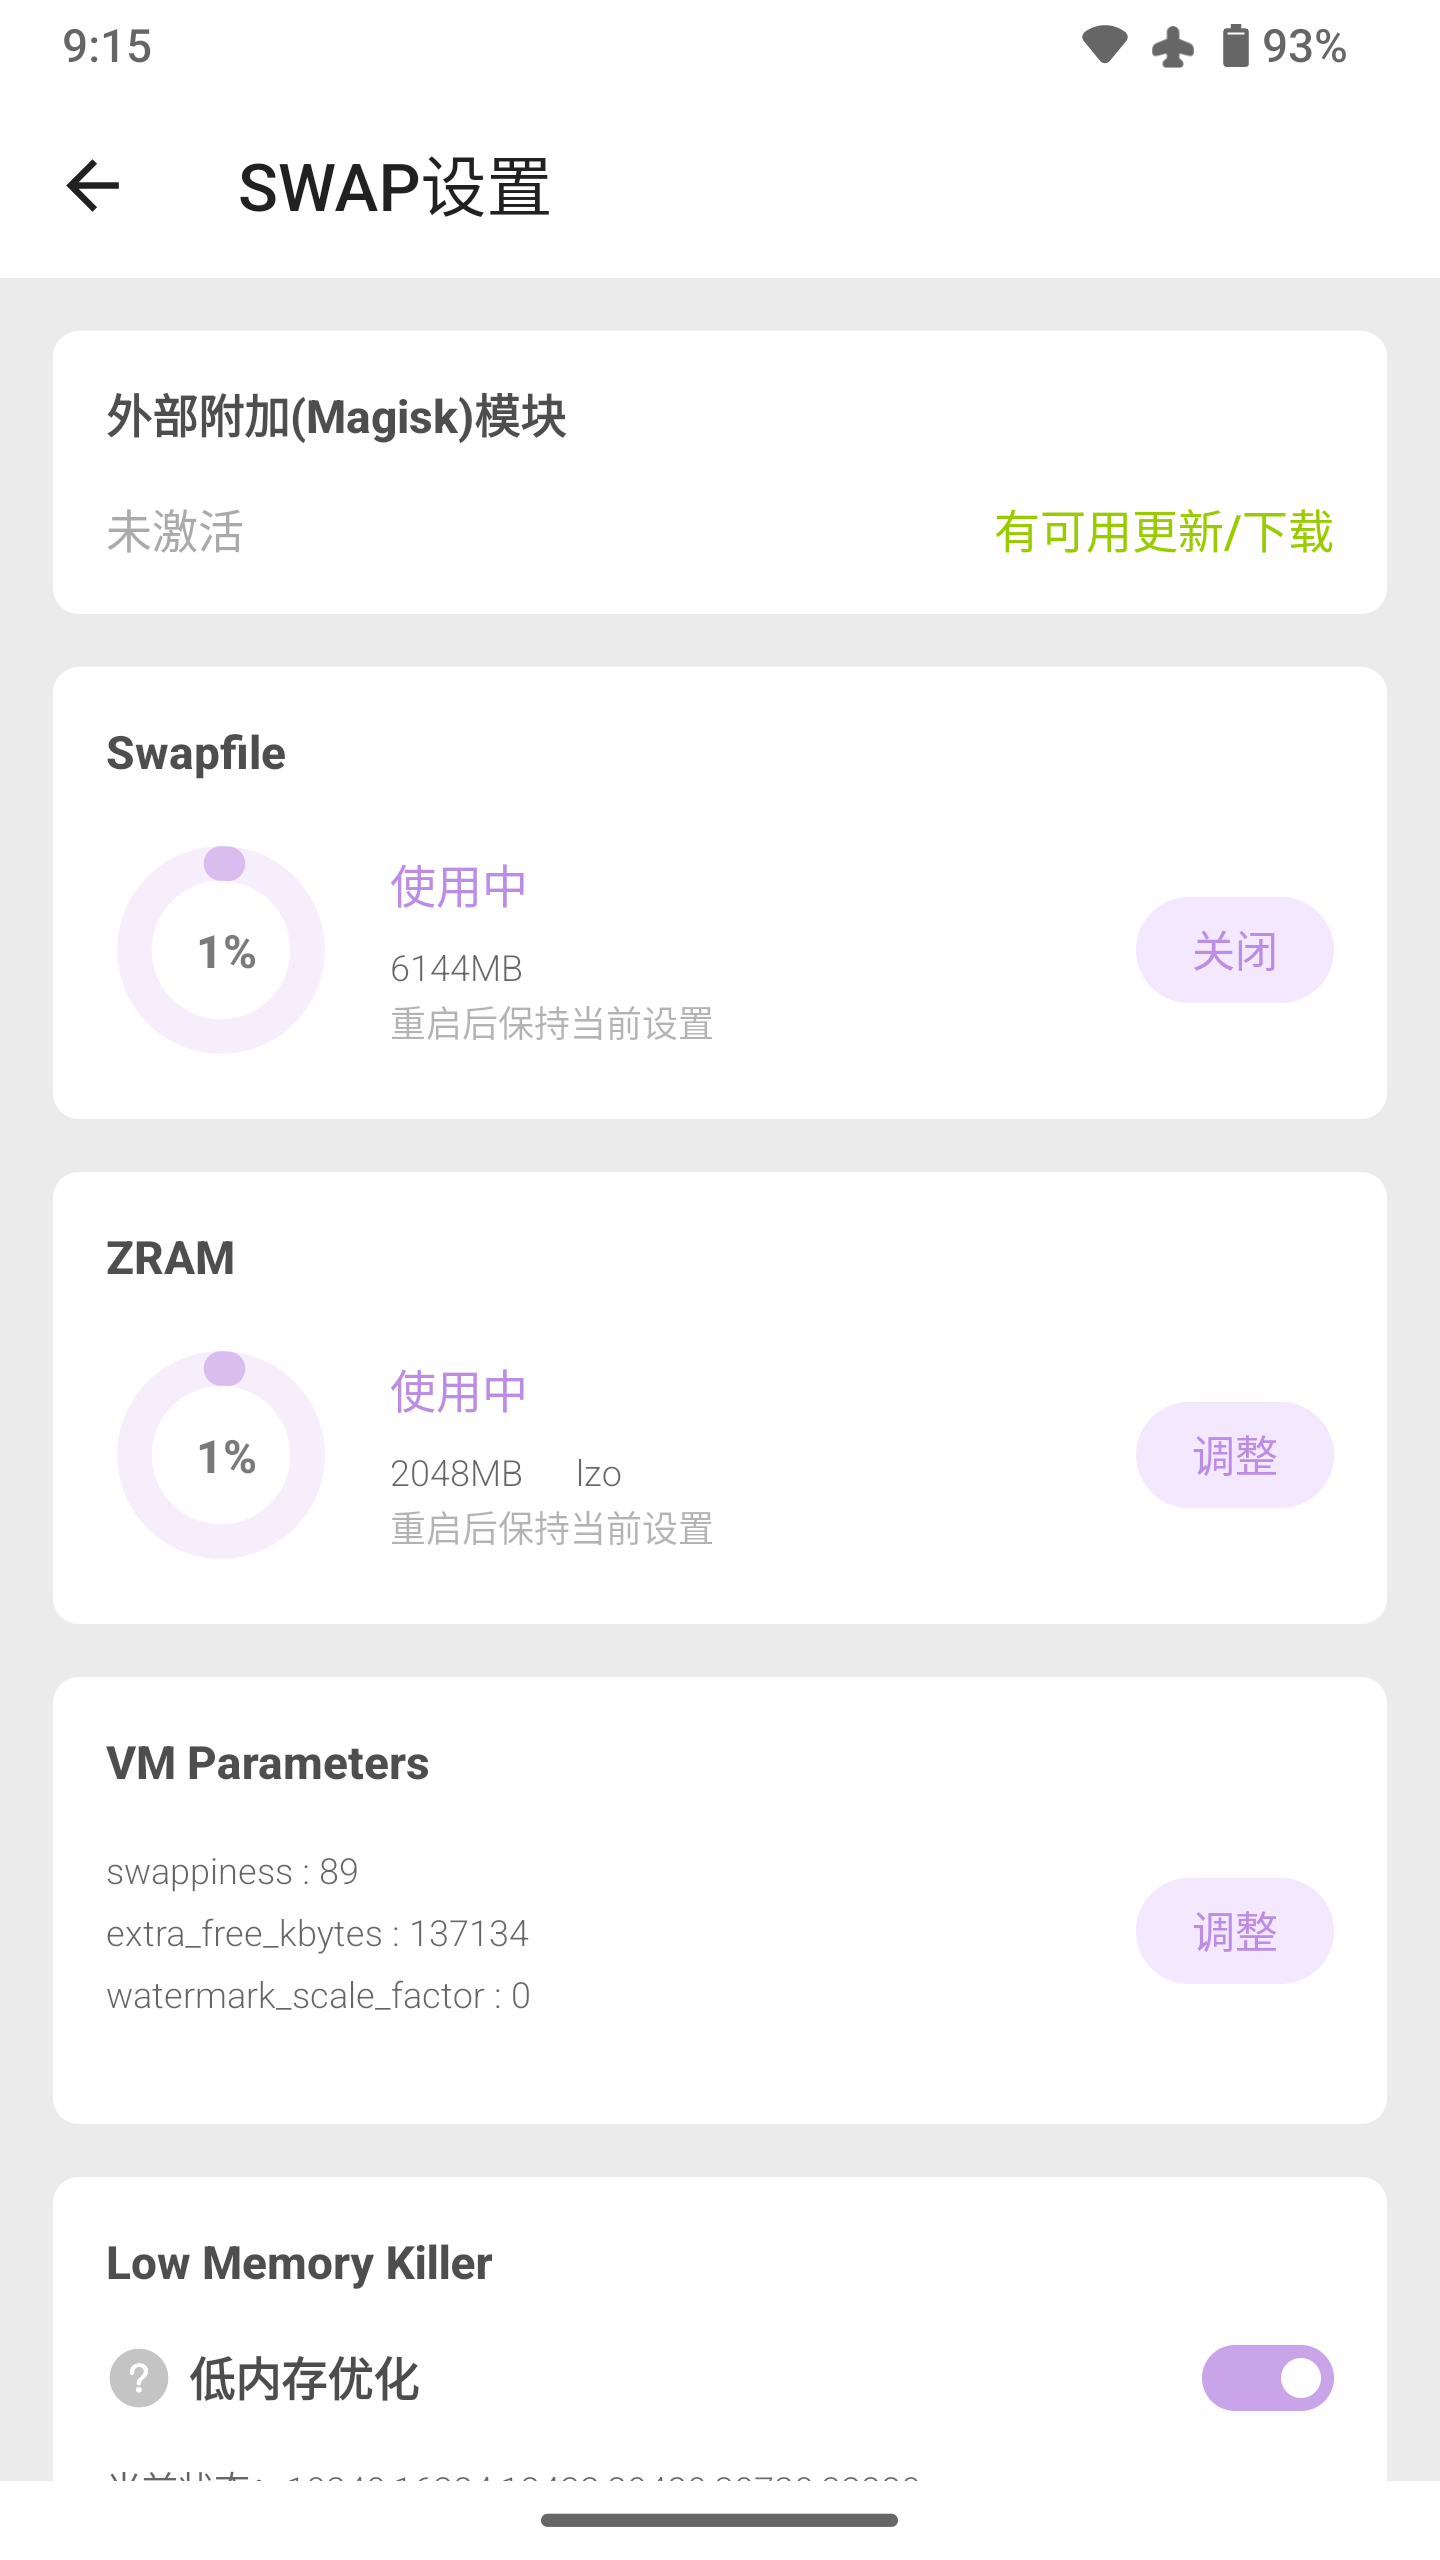 9:15
93%
SWAP设置
外部附加(Magisk)模块
未激活
有可用更新/下载
Swapfile
1%
使用中
6144MB
重启后保持当前设置
关闭
ZRAM
1%
使用中
2048MB lzo
重启后保持当前设置
调整
VM Parameters
swappiness : 89
extra_free_kbytes : 137134
watermark_scale_factor : 0
调整
Low Memory Killer
? 低内存优化